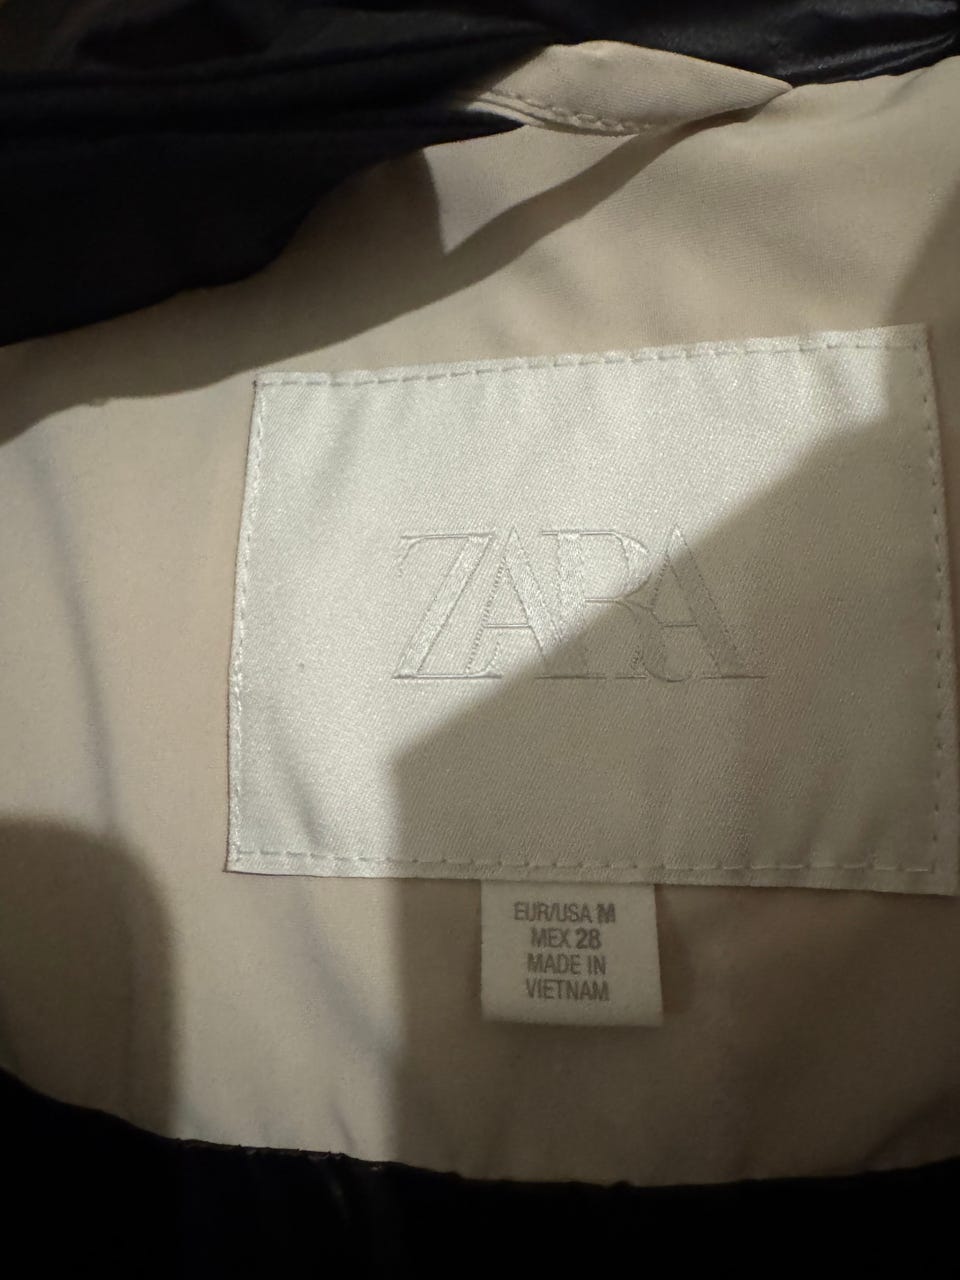 ZARA
EUR/USA M
MEX 28
MADE IN
VIETNAM